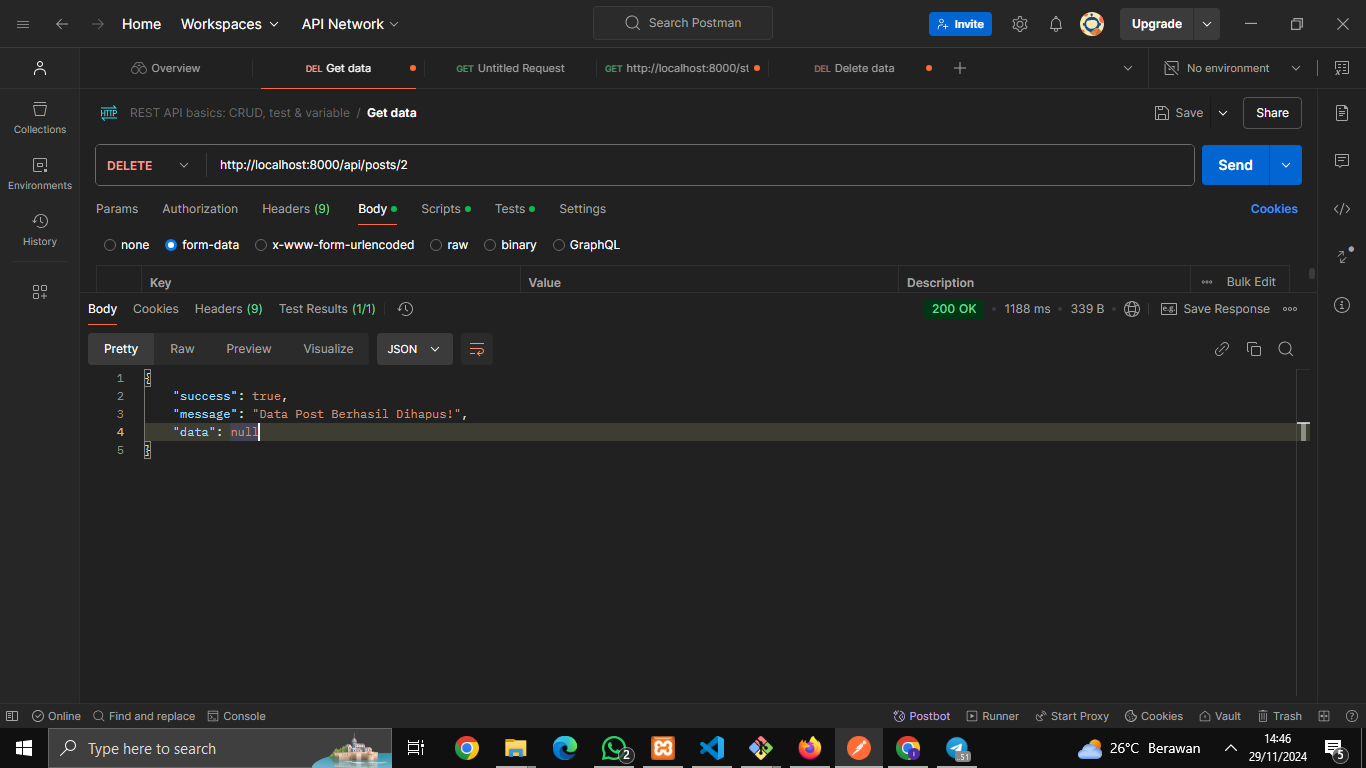 Home Workspaces API Network Search Postman Invite Upgrade
Overview DEL Get data GET Untitled Request GET http://localhost:8000/st DEL Delete data No environment
HTTP REST API basics: CRUD, test & variable / Get data Save Share
Collections
DELETE http://localhost:8000/api/posts/2 Send
Environments
Params Authorization Headers (9) Body Scripts Tests Settings Cookies
History
none form-data x-www-form-urlencoded raw binary GraphQL
Key Value Description Bulk Edit
Body Cookies Headers (9) Test Results (1/1) 200 OK 1188 ms 339 B e.g. Save Response
Pretty Raw Preview Visualize JSON
1 {
2 "success": true,
3 "message": "Data Post Berhasil Dihapus!",
4 "data": null
5 }
Online Find and replace Console Postbot Runner Start Proxy Cookies Vault Trash
Type here to search 2 51 26°C Berawan 14:46
29/11/2024 5